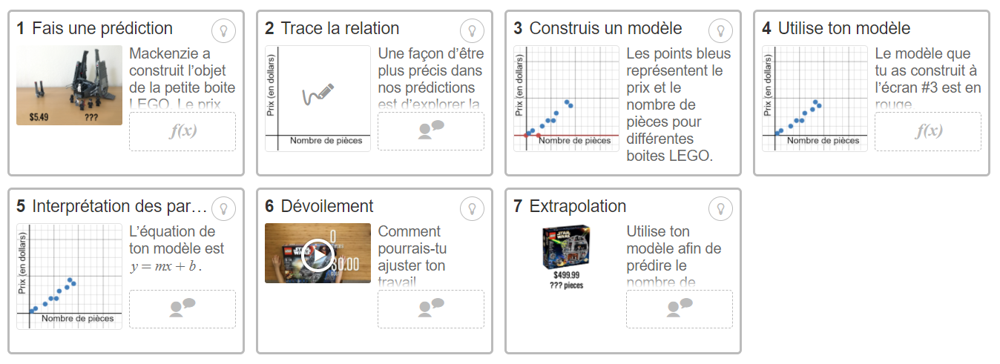 1 Fais une prédiction
$5.49
???
Mackenzie a
construit l'objet
de la petite boite
LEGO. Le prix
f(x)
2 Trace la relation
Prix (en dollars)
Nombre de pièces
Une façon d'être
plus précis dans
nos prédictions
est d'explorer la
3 Construis un modèle
Prix (en dollars)
Nombre de pièces
Les points bleus
représentent le
prix et le
nombre de
pièces pour
différentes
boites LEGO.
4 Utilise ton modèle
Prix (en dollars)
Nombre de pièces
Le modèle que
tu as construit à
l'écran #3 est en
rouge
f(x)
5 Interprétation des par...
Prix (en dollars)
Nombre de pièces
L'équation de
ton modèle est
y = mx + b .
6 Dévoilement
0
$0.00
STAR
WARS
Comment
pourrais-tu
ajuster ton
travail
7 Extrapolation
STAR
WARS
$499.99
??? pieces
Utilise ton
modèle afin de
prédire le
nombre de